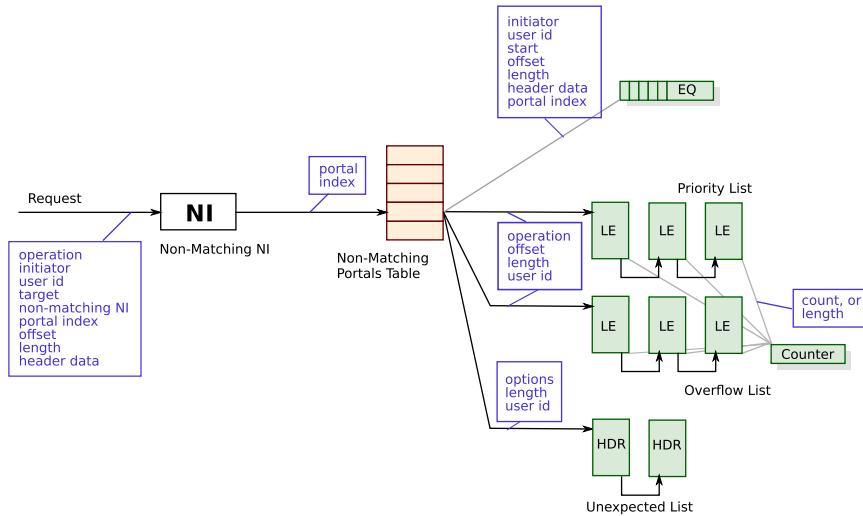 initiator
user id
start
offset
length
header data
portal index
EQ
Request
NI
Non-Matching NI
portal
index
Non-Matching
Portals Table
operation
initiator
user id
target
non-matching NI
portal index
offset
length
header data
Priority List
LE
LE
LE
operation
offset
length
user id
LE
LE
LE
count, or
length
Counter
Overflow List
options
length
user id
HDR
HDR
Unexpected List